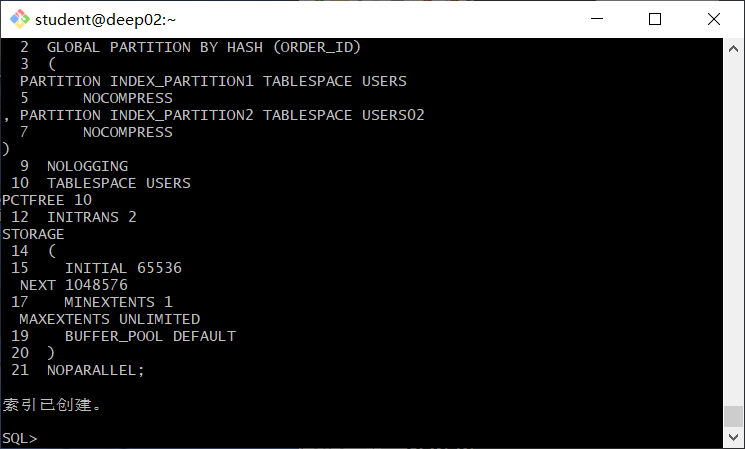 student@deep02:~
2 GLOBAL PARTITION BY HASH (ORDER_ID)
3 (
PARTITION INDEX_PARTITION1 TABLESPACE USERS
5 NOCOMPRESS
, PARTITION INDEX_PARTITION2 TABLESPACE USERS02
7 NOCOMPRESS
)
9 NOLOGGING
10 TABLESPACE USERS
PCTFREE 10
12 INITRANS 2
STORAGE
14 (
15 INITIAL 65536
NEXT 1048576
17 MINEXTENTS 1
MAXEXTENTS UNLIMITED
19 BUFFER_POOL DEFAULT
20 )
21 NOPARALLEL;
索引已创建。
SQL>